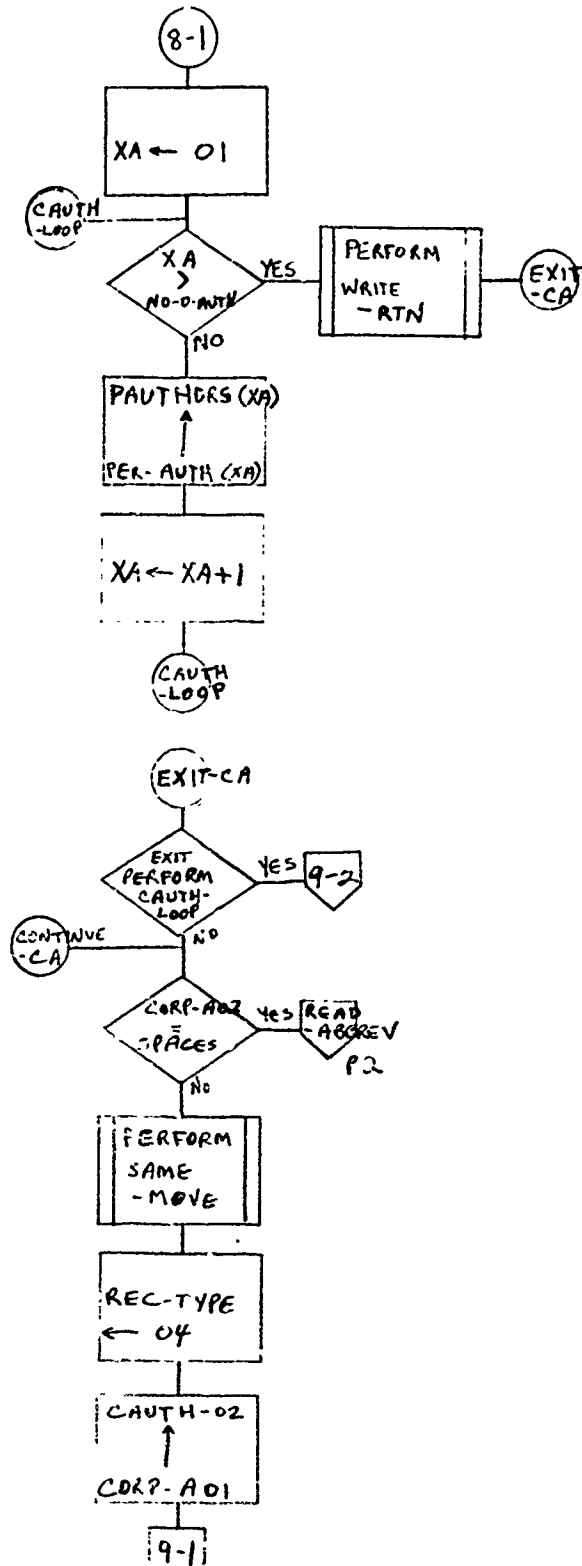 8-1
XA ← 01
CAUTH
-LOOP
XA
>
NO-O-AUTH
YES
PERFORM
WRITE
-RTN
EXIT
-CA
NO
PAUTHORS (XA)
↑
PER-AUTH (XA)
XA ← XA+1
CAUTH
-LOOP
EXIT-CA
EXIT
PERFORM
CAUTH-
LOOP
YES
9-2
NO
CONTINUE
-CA
CORP-A02
=
SPACES
YES
READ
-ABBREV
P2
NO
PERFORM
SAME
-MOVE
REC-TYPE
← 04
CAUTH-02
↑
CORP-A01
9-1